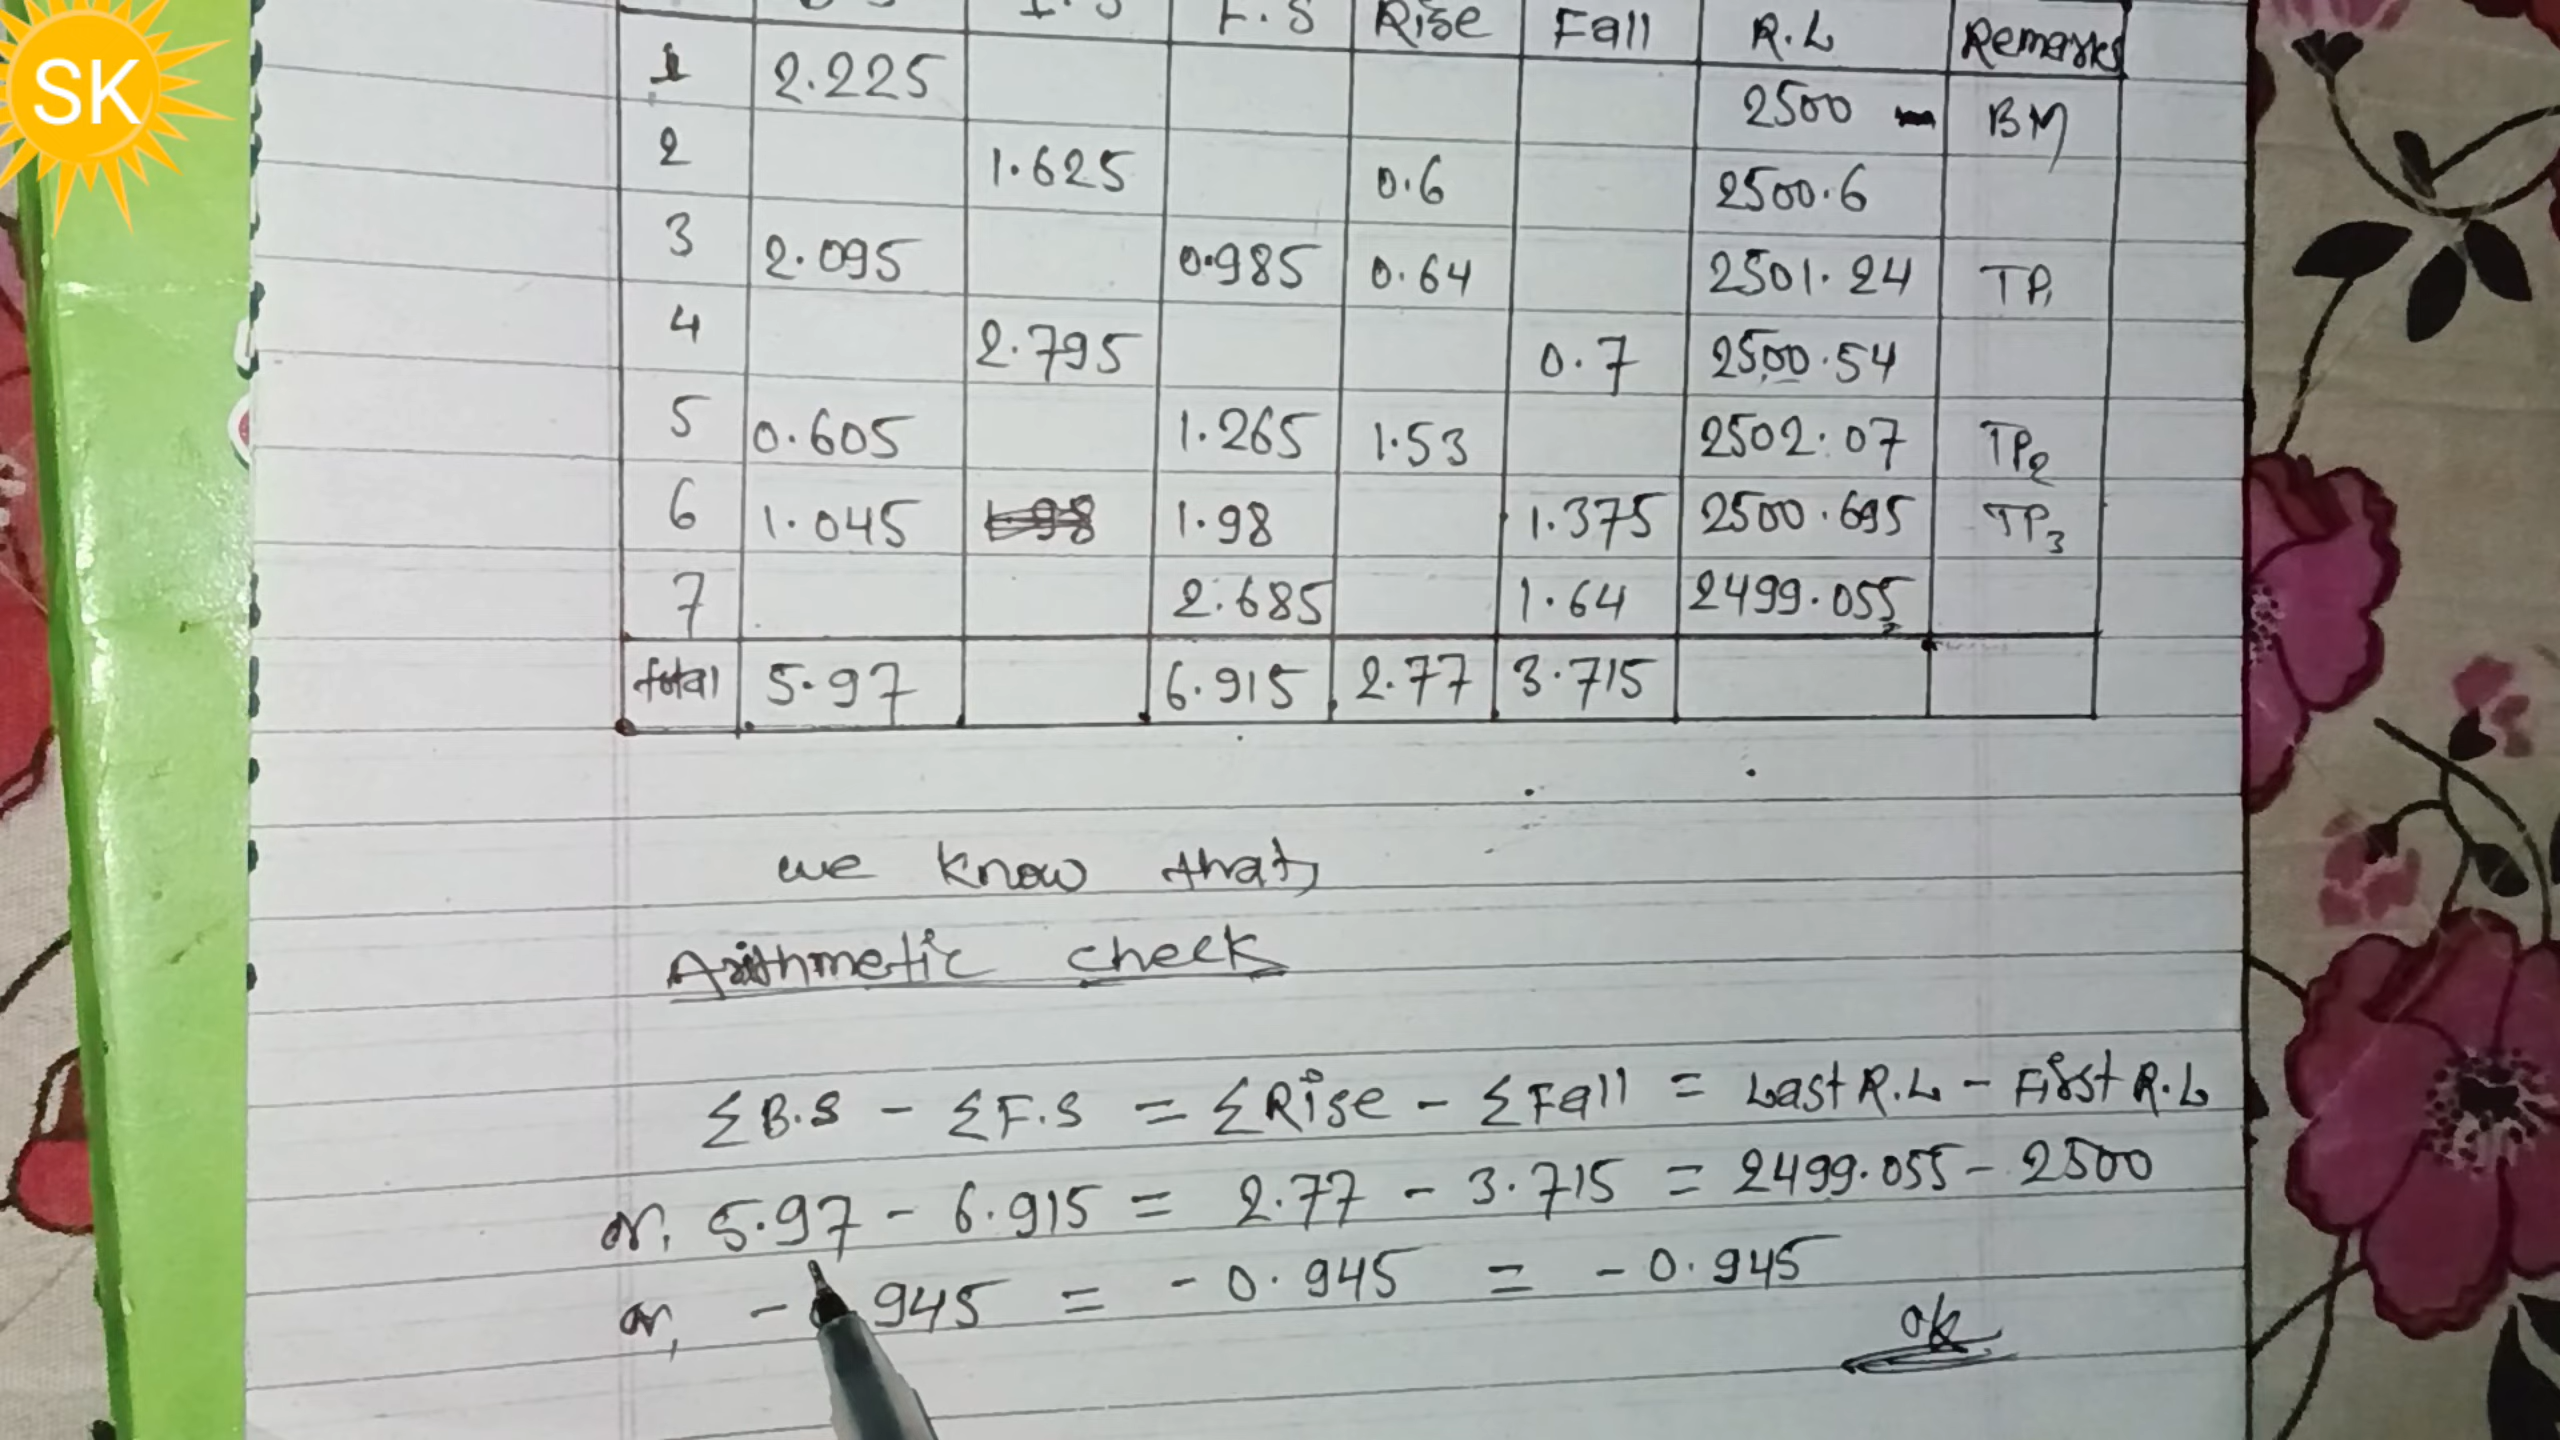 SK
F.S Rise Fall R.L Remarks
1 2.225 2500 - BM
2 1.625 0.6 2500.6
3 2.095 0.985 0.64 2501.24 TP1
4 2.795 0.7 2500.54
5 0.605 1.265 1.53 2502.07 TP2
6 1.045 1.98 1.98 1.375 2500.695 TP3
7 2.685 1.64 2499.055
total 5.97 6.915 2.77 3.715
we know that,
Arithmetic check
ΣB.S - ΣF.S = ΣRise - ΣFall = Last R.L - First R.L
or, 5.97 - 6.915 = 2.77 - 3.715 = 2499.055 - 2500
or, - 945 = - 0.945 = - 0.945
ok